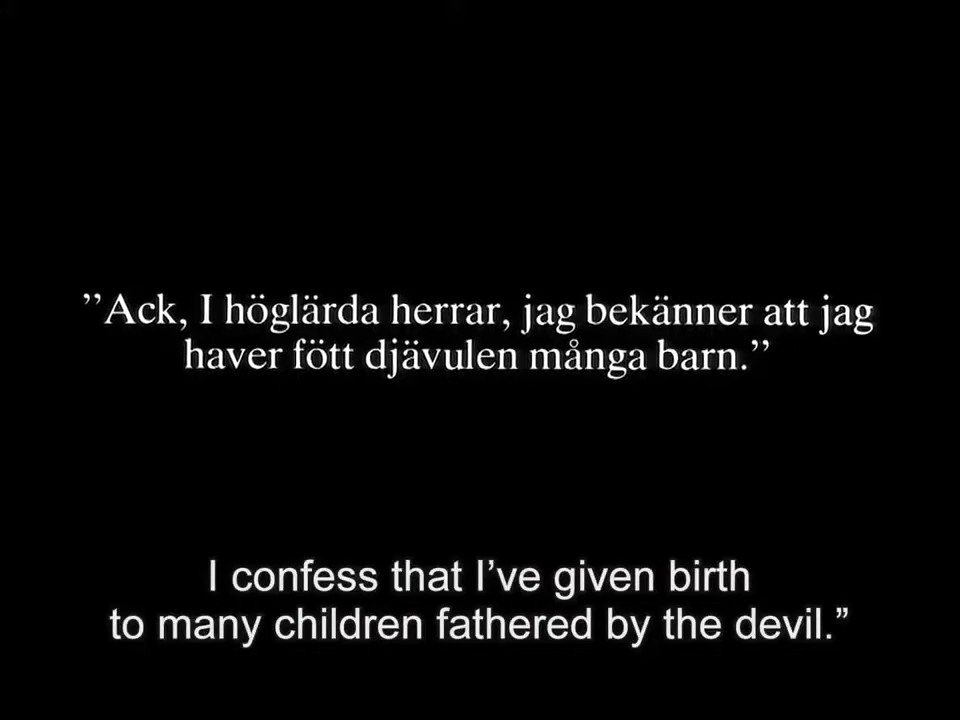 ”Ack, I höglärda herrar, jag bekänner att jag
haver fött djävulen många barn.”
I confess that I’ve given birth
to many children fathered by the devil.”